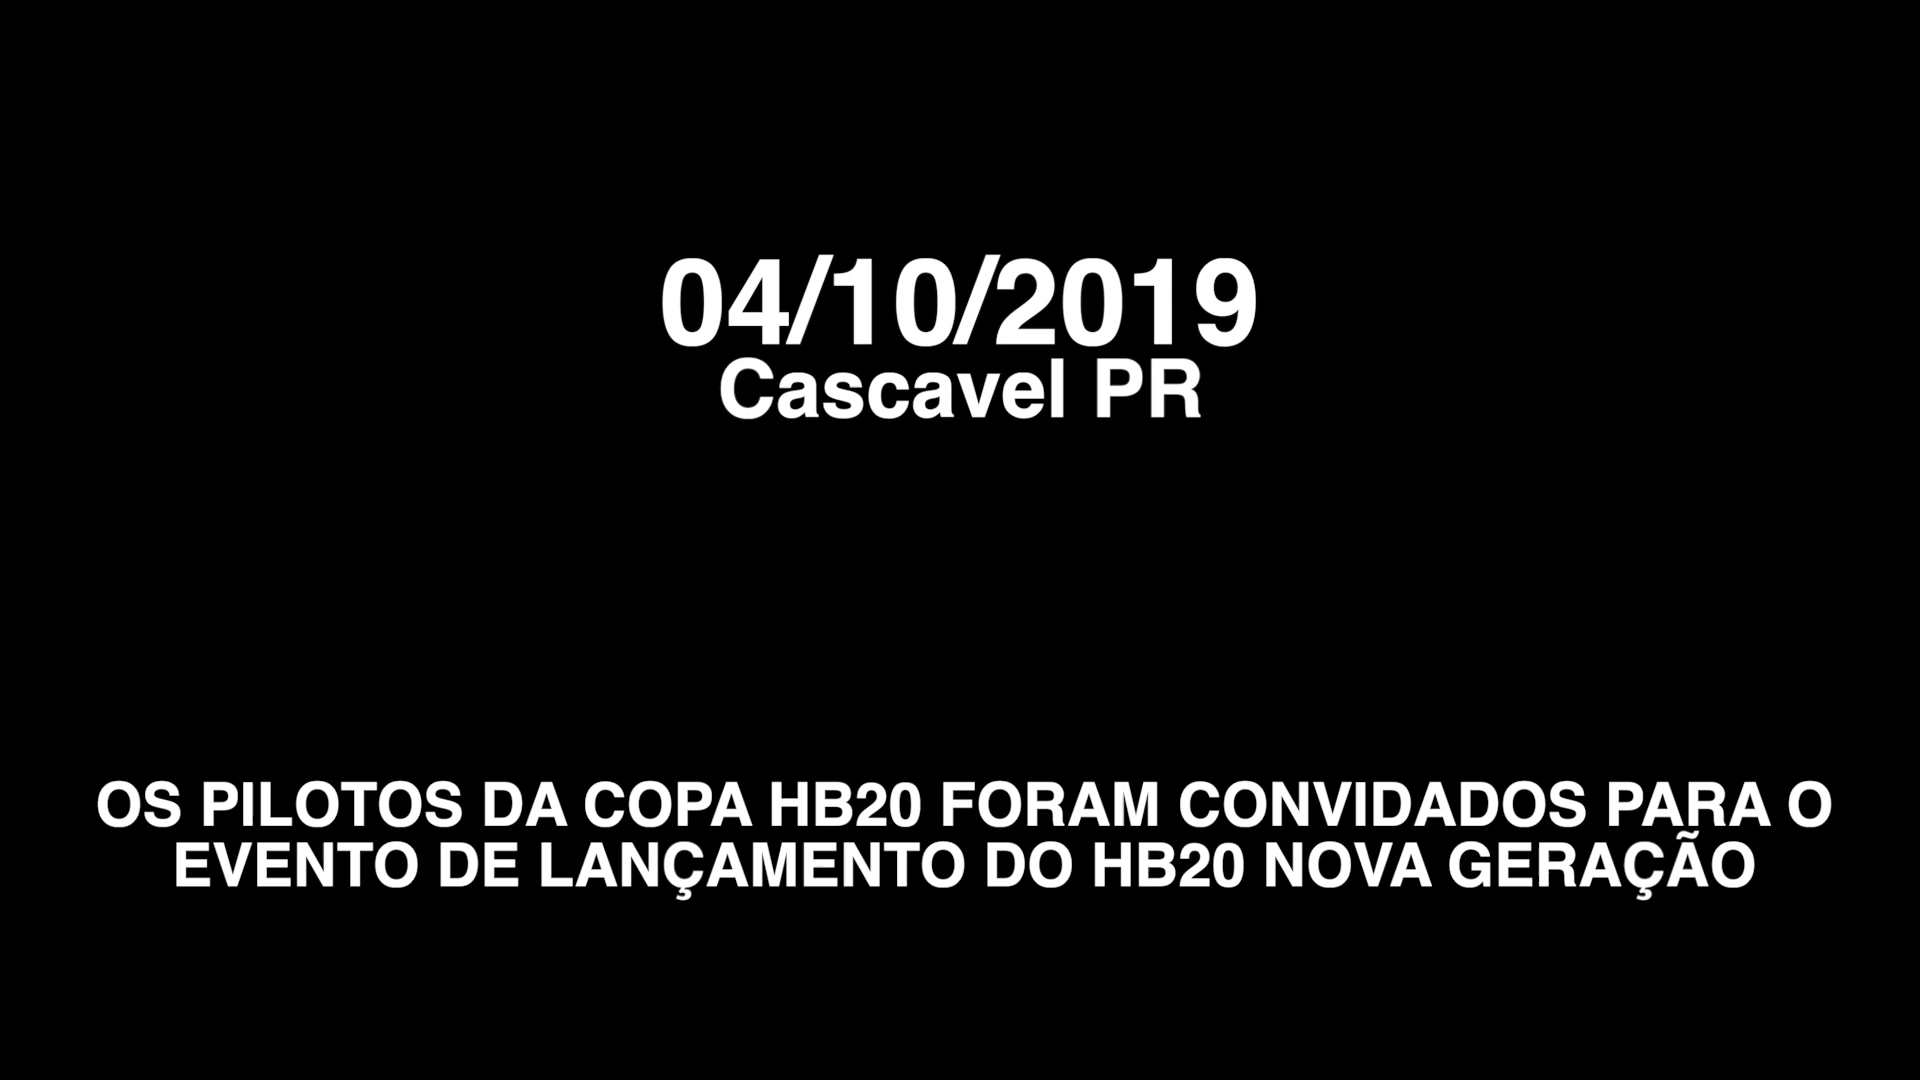 04/10/2019
Cascavel PR
OS PILOTOS DA COPA HB20 FORAM CONVIDADOS PARA O
EVENTO DE LANÇAMENTO DO HB20 NOVA GERAÇÃO